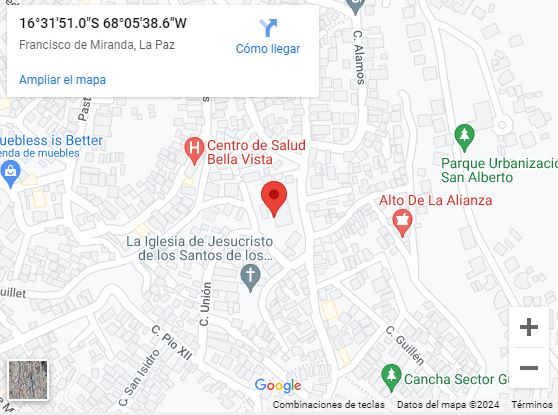 16°31'51.0"S 68°05'38.6"W
Francisco de Miranda, La Paz
Cómo llegar
Ampliar el mapa
C. Alamos
Past
uebless is Better
enda de muebles
Centro de Salud
Bella Vista
Parque Urbanización
San Alberto
Alto De La Alianza
La Iglesia de Jesucristo
de los Santos de los...
uillet
C. Unión
C. Pio XII
C. San Isidro
C. Guillen
Cancha Sector Gu
Google
Combinaciones de teclas
Datos del mapa ©2024
Términos